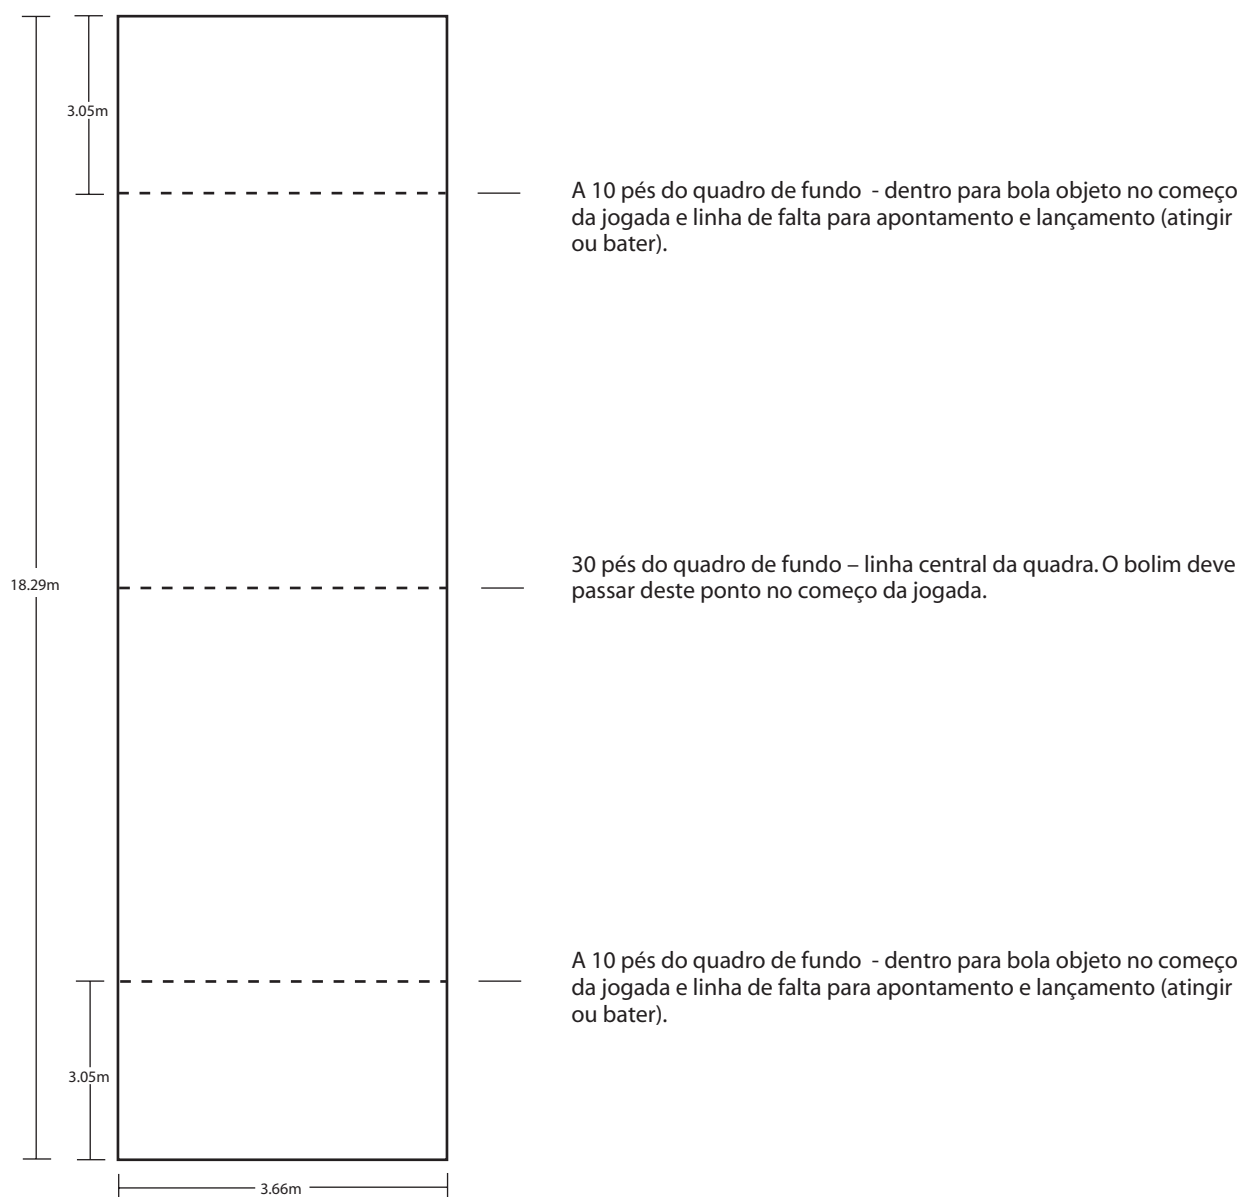 3.05m
A 10 pés do quadro de fundo - dentro para bola objeto no começo
da jogada e linha de falta para apontamento e lançamento (atingir
ou bater).
18.29m
30 pés do quadro de fundo – linha central da quadra. O bolim deve
passar deste ponto no começo da jogada.
A 10 pés do quadro de fundo - dentro para bola objeto no começo
da jogada e linha de falta para apontamento e lançamento (atingir
ou bater).
3.05m
3.66m